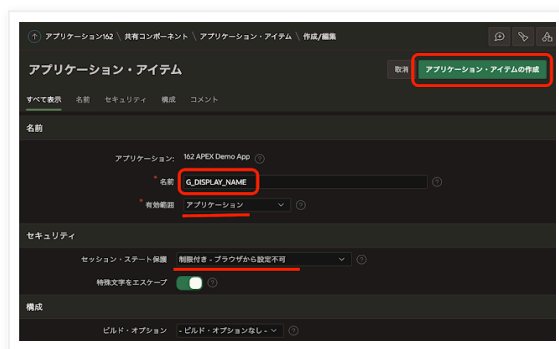 アプリケーション162 \ 共有コンポーネント \ アプリケーション・アイテム \ 作成/編集
アプリケーション・アイテム
取消
アプリケーション・アイテムの作成
すべて表示 名前 セキュリティ 構成 コメント
名前
アプリケーション: 162 APEX Demo App
* 名前 G_DISPLAY_NAME
* 有効範囲 アプリケーション
セキュリティ
セッション・ステート保護 制限付き - ブラウザから設定不可
特殊文字をエスケープ
構成
ビルド・オプション - ビルド・オプションなし -